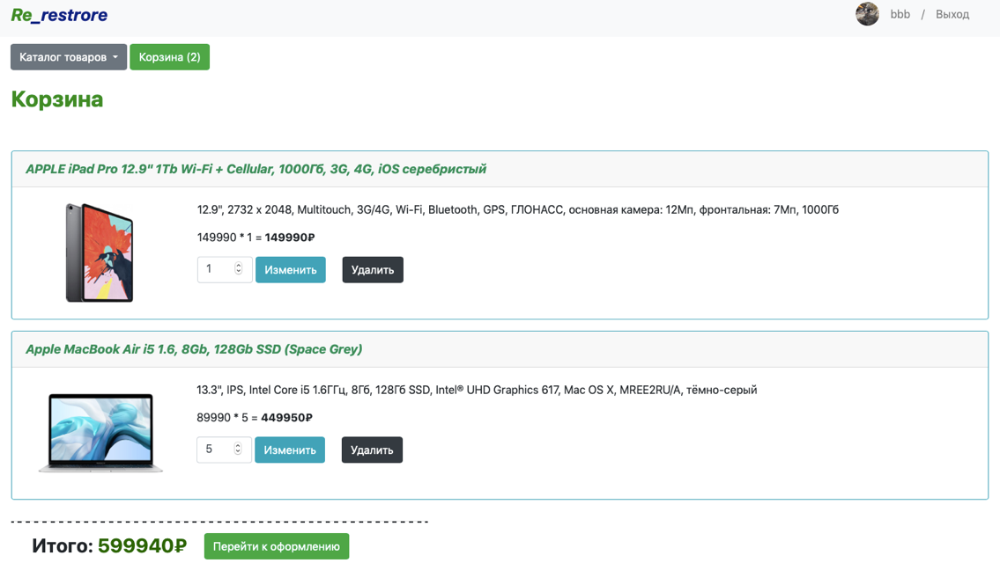 Re_restrore
bbb / Выход
Каталог товаров Корзина (2)
Корзина
APPLE iPad Pro 12.9" 1Tb Wi-Fi + Cellular, 1000Гб, 3G, 4G, iOS серебристый
12.9", 2732 x 2048, Multitouch, 3G/4G, Wi-Fi, Bluetooth, GPS, ГЛОНАСС, основная камера: 12Мп, фронтальная: 7Мп, 1000Гб
149990 * 1 = 149990₽
1 Изменить Удалить
Apple MacBook Air i5 1.6, 8Gb, 128Gb SSD (Space Grey)
13.3", IPS, Intel Core i5 1.6ГГц, 8Гб, 128Гб SSD, Intel® UHD Graphics 617, Mac OS X, MREE2RU/A, тёмно-серый
89990 * 5 = 449950₽
5 Изменить Удалить
Итого: 599940₽ Перейти к оформлению